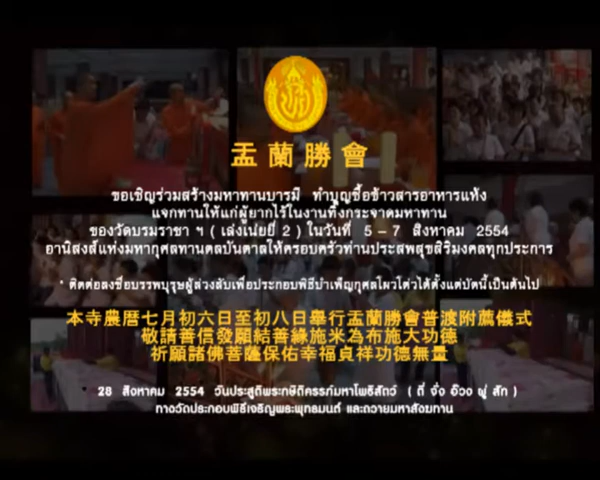 盂蘭勝會
ขอเชิญร่วมสร้างมหาทานบารมี ทำบุญซื้อข้าวสารอาหารแห้ง
แจกทานให้แก่ผู้ยากไร้ในงานทิ้งกระจาดมหาทาน
ของวัดบรมราชา ฯ ( เล่งเน่ยยี่ 2 ) ในวันที่ 5 – 7 สิงหาคม 2554
อานิสงส์แห่งมหากุศลทานดลบันดาลให้ครอบครัวท่านประสพสุขสิริมงคลทุกประการ
* ติดต่อลงชื่อบรรพบุรุษผู้ล่วงลับเพื่อประกอบพิธีบำเพ็ญกุศลโผวโต่วได้ตั้งแต่บัดนี้เป็นต้นไป
本寺農曆七月初六日至初八日舉行盂蘭勝會普渡附薦儀式
敬請善信發願結善緣施米為布施大功德
祈願諸佛菩薩保佑幸福貞祥功德無量
* 28 สิงหาคม 2554 วันประสูติพระกษิติครรภ์มหาโพธิสัตว์ ( ตี่ จั่ง อ๊วง ผู่ สัก )
ทางวัดประกอบพิธีเจริญพระพุทธมนต์ และถวายมหาสังฆทาน